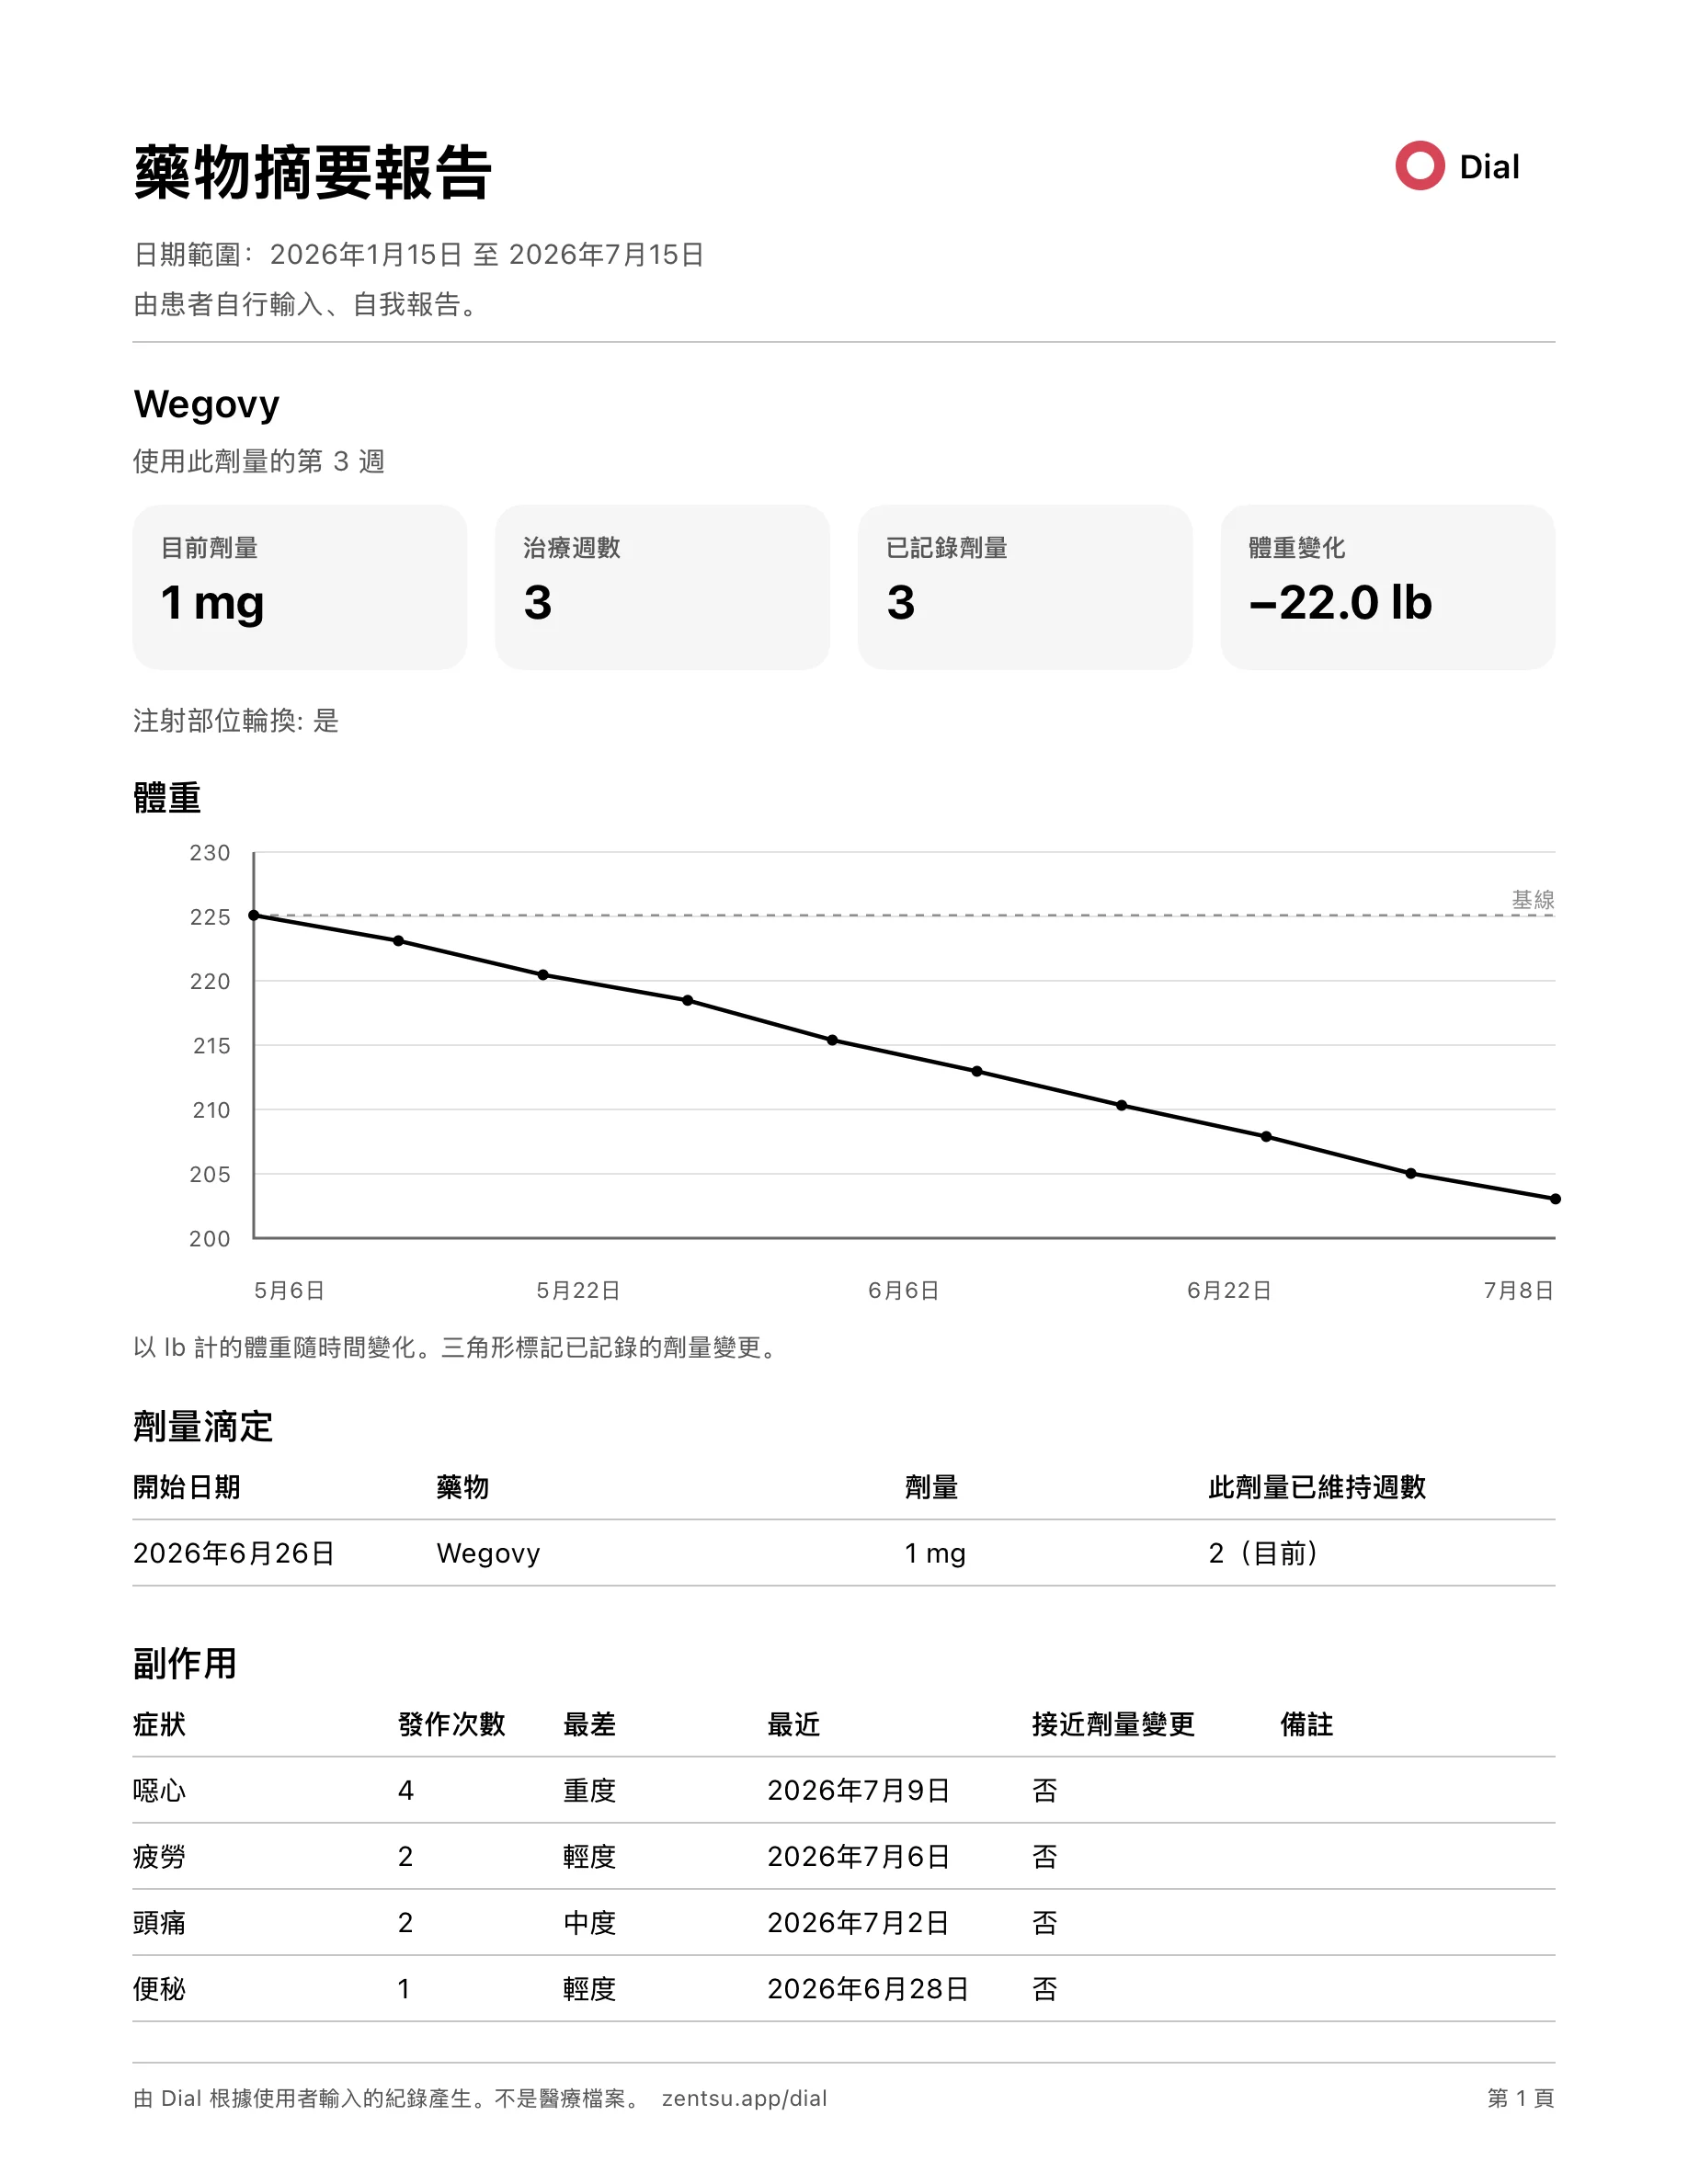 藥物摘要報告
Dial
日期範圍：2026年1月15日 至 2026年7月15日
由患者自行輸入、自我報告。
Wegovy
使用此劑量的第 3 週
目前劑量
1 mg
治療週數
3
已記錄劑量
3
體重變化
−22.0 lb
注射部位輪換: 是
體重
230
225
220
215
210
205
200
基線
5月6日 5月22日 6月6日 6月22日 7月8日
以 lb 計的體重隨時間變化。三角形標記已記錄的劑量變更。
劑量滴定
開始日期 藥物 劑量 此劑量已維持週數
2026年6月26日 Wegovy 1 mg 2（目前）
副作用
症狀 發作次數 最差 最近 接近劑量變更 備註
噁心 4 重度 2026年7月9日 否
疲勞 2 輕度 2026年7月6日 否
頭痛 2 中度 2026年7月2日 否
便秘 1 輕度 2026年6月28日 否
由 Dial 根據使用者輸入的紀錄產生。不是醫療檔案。 zentsu.app/dial 第 1 頁